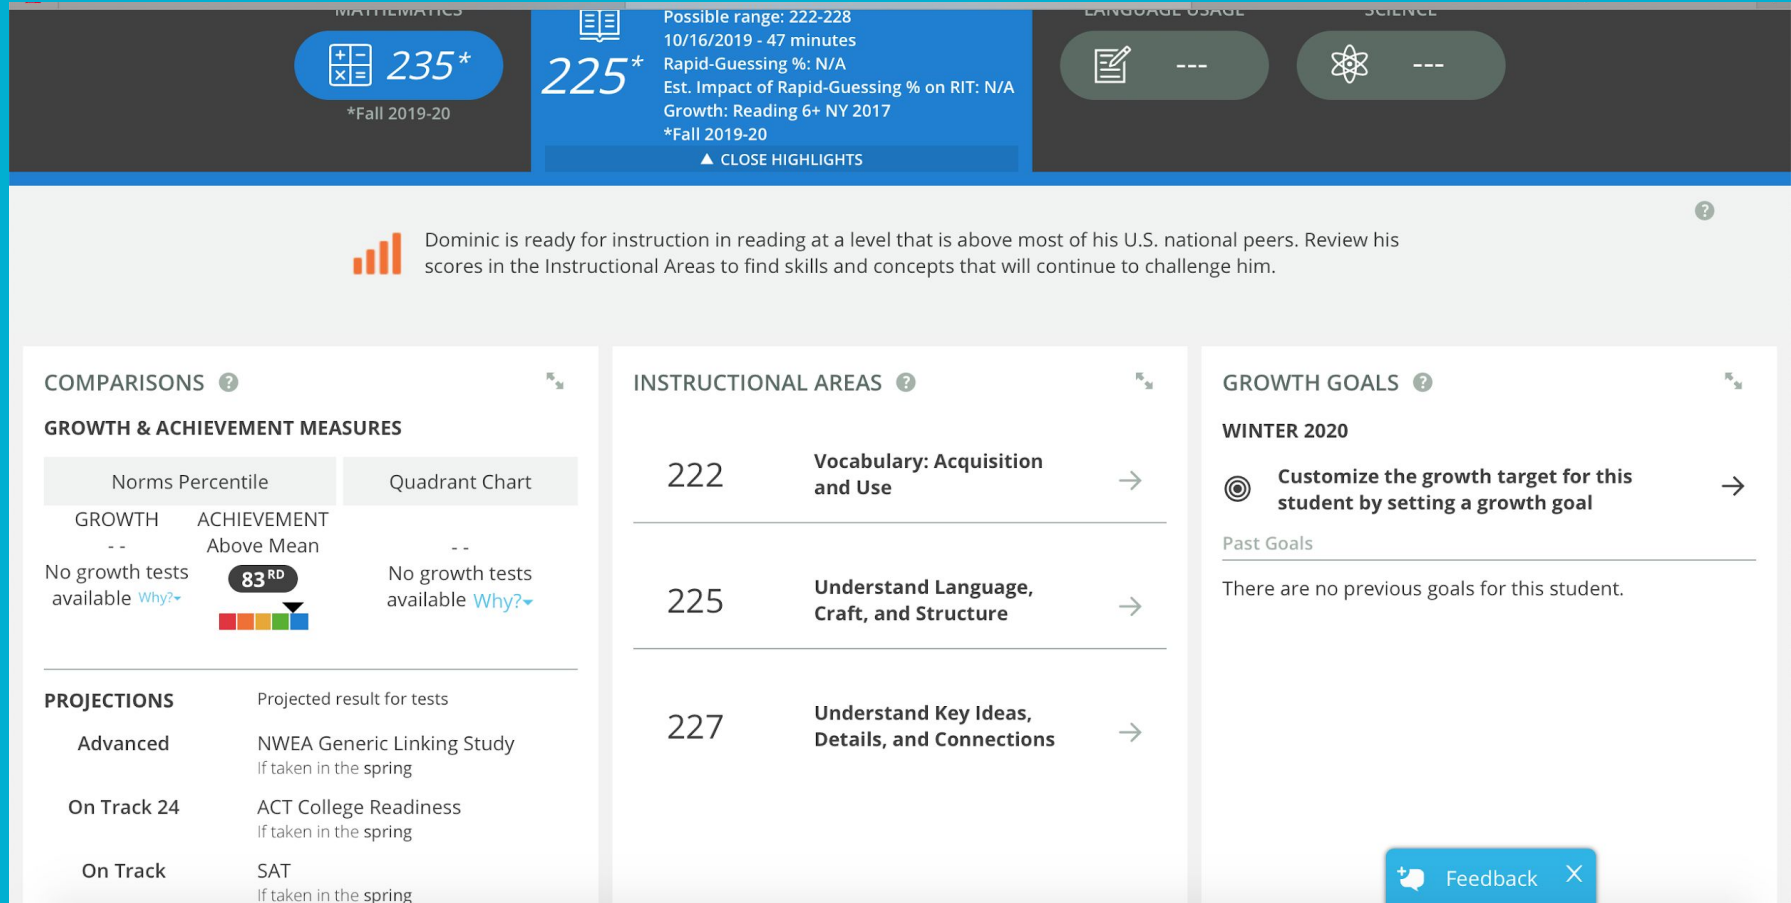 MATHEMATICS
235*
*Fall 2019-20
225*
Possible range: 222-228
10/16/2019 - 47 minutes
Rapid-Guessing %: N/A
Est. Impact of Rapid-Guessing % on RIT: N/A
Growth: Reading 6+ NY 2017
*Fall 2019-20
▲ CLOSE HIGHLIGHTS
LANGUAGE USAGE
---
SCIENCE
---
?
Dominic is ready for instruction in reading at a level that is above most of his U.S. national peers. Review his
scores in the Instructional Areas to find skills and concepts that will continue to challenge him.
COMPARISONS ?
GROWTH & ACHIEVEMENT MEASURES
Norms Percentile
Quadrant Chart
GROWTH
- -
No growth tests
available Why?
ACHIEVEMENT
Above Mean
83RD
- -
No growth tests
available Why?
PROJECTIONS Projected result for tests
Advanced NWEA Generic Linking Study
If taken in the spring
On Track 24 ACT College Readiness
If taken in the spring
On Track SAT
If taken in the spring
INSTRUCTIONAL AREAS ?
222 Vocabulary: Acquisition
and Use
225 Understand Language,
Craft, and Structure
227 Understand Key Ideas,
Details, and Connections
GROWTH GOALS ?
WINTER 2020
Customize the growth target for this
student by setting a growth goal
Past Goals
There are no previous goals for this student.
Feedback X